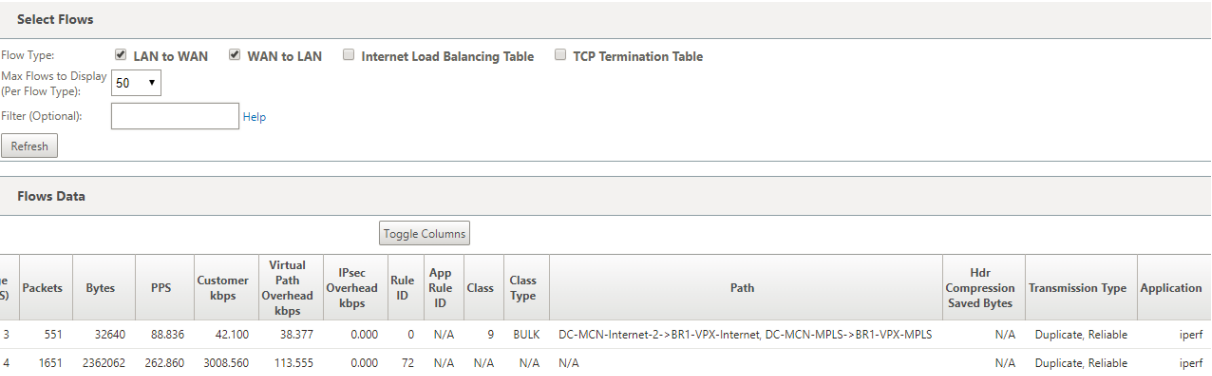 Select Flows
Flow Type: LAN to WAN WAN to LAN Internet Load Balancing Table TCP Termination Table
Max Flows to Display
(Per Flow Type): 50
Filter (Optional): Help
Refresh
Flows Data
Toggle Columns
ge S) Packets Bytes PPS Customer kbps Virtual Path Overhead kbps IPsec Overhead kbps Rule ID App Rule ID Class Class Type Path Hdr Compression Saved Bytes Transmission Type Application
3 551 32640 88.836 42.100 38.377 0.000 0 N/A 9 BULK DC-MCN-Internet-2->BR1-VPX-Internet, DC-MCN-MPLS->BR1-VPX-MPLS N/A Duplicate, Reliable iperf
4 1651 2362062 262.860 3008.560 113.555 0.000 72 N/A N/A N/A N/A N/A Duplicate, Reliable iperf